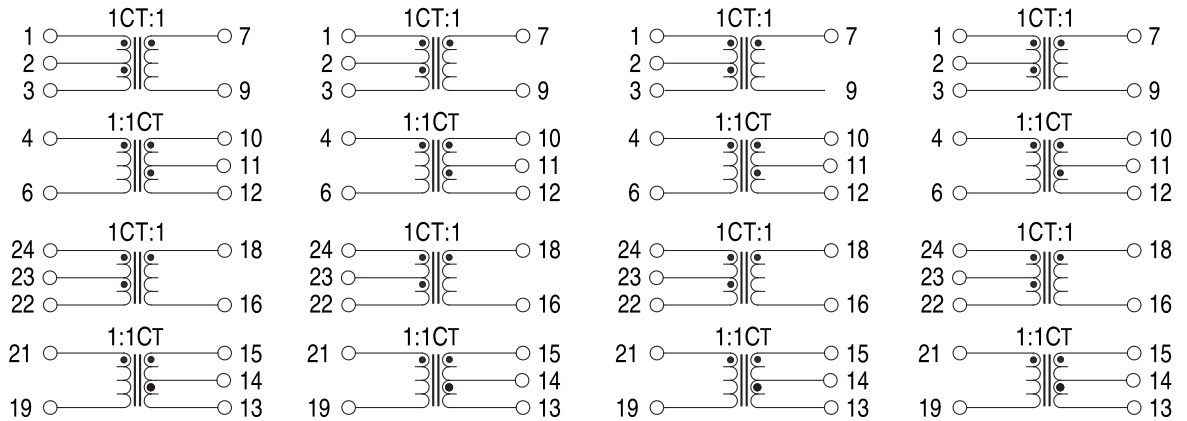 1CT:1 1CT:1 1CT:1 1CT:1
1 7 1 7 1 7 1 7
2 2 2 2
3 9 3 9 3 9 3 9
1:1CT 1:1CT 1:1CT 1:1CT
4 10 4 10 4 10 4 10
11 11 11 11
6 12 6 12 6 12 6 12
1CT:1 1CT:1 1CT:1 1CT:1
24 18 24 18 24 18 24 18
23 23 23 23
22 16 22 16 22 16 22 16
1:1CT 1:1CT 1:1CT 1:1CT
21 15 21 15 21 15 21 15
14 14 14 14
19 13 19 13 19 13 19 13